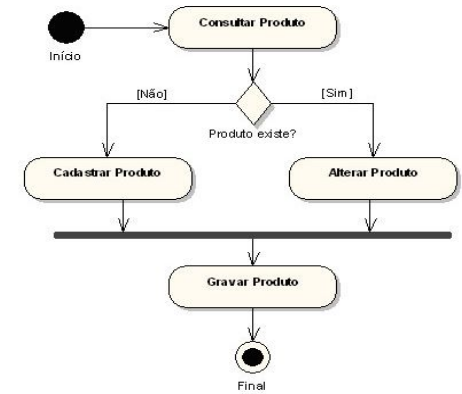 Consultar Produto
Início
[Não]
[Sim]
Produto existe?
Cadastrar Produto
Alterar Produto
Gravar Produto
Final